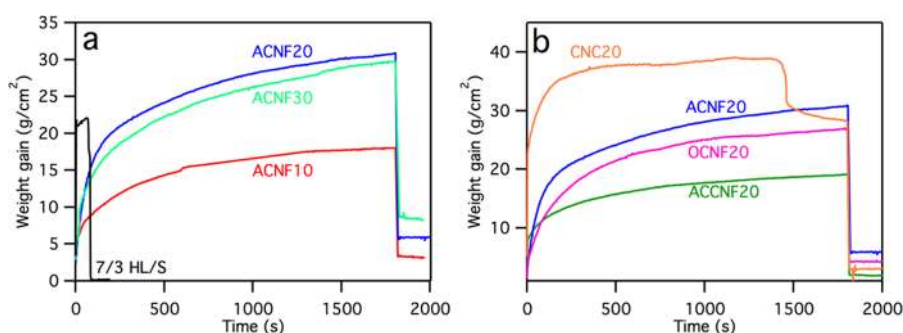 a
ACNF20
ACNF30
ACNF10
7/3 HL/S
Weight gain (g/cm²)
35
30
25
20
15
10
5
0
0 500 1000 1500 2000
Time (s)
b
CNC20
ACNF20
OCNF20
ACCNF20
Weight gain (g/cm²)
40
30
20
10
0 500 1000 1500 2000
Time (s)